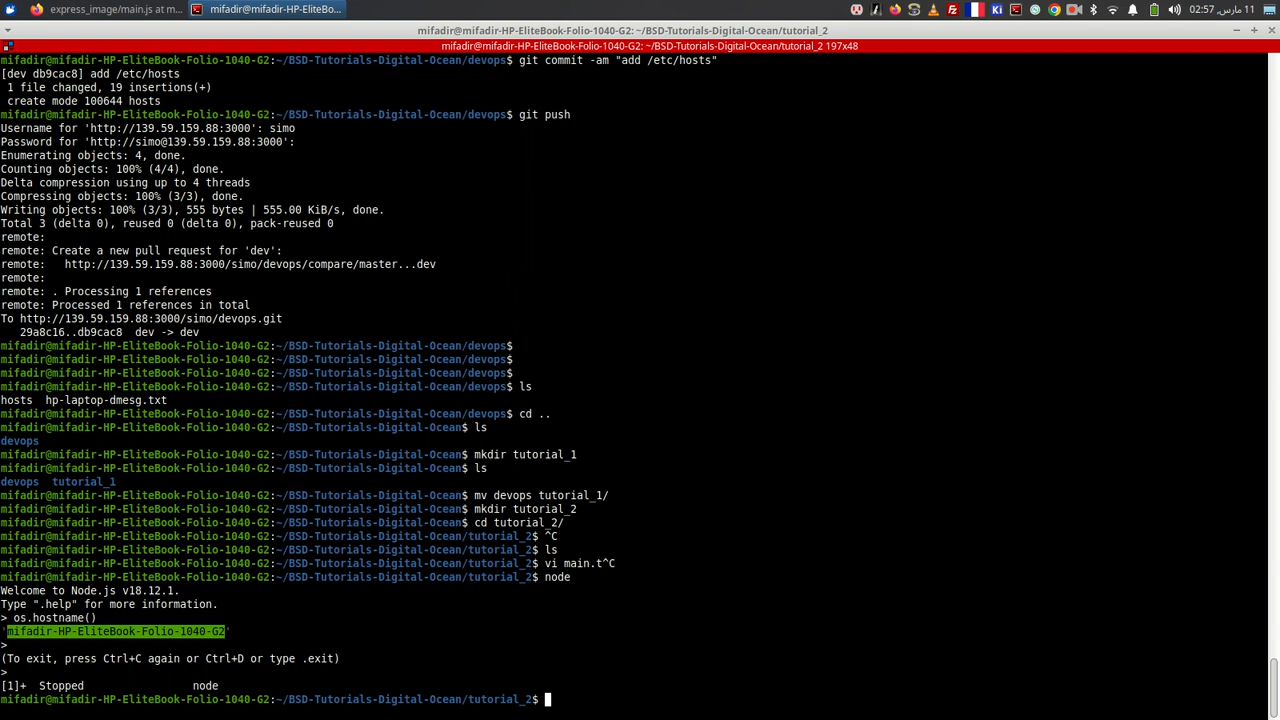 express_image/main.js at m...
mifadir@mifadir-HP-EliteBo...
Ki
02:57 ,مارس 11
mifadir@mifadir-HP-EliteBook-Folio-1040-G2: ~/BSD-Tutorials-Digital-Ocean/tutorial_2
mifadir@mifadir-HP-EliteBook-Folio-1040-G2: ~/BSD-Tutorials-Digital-Ocean/tutorial_2 197x48
mifadir@mifadir-HP-EliteBook-Folio-1040-G2:~/BSD-Tutorials-Digital-Ocean/devops$ git commit -am "add /etc/hosts"
[dev db9cac8] add /etc/hosts
 1 file changed, 19 insertions(+)
 create mode 100644 hosts
mifadir@mifadir-HP-EliteBook-Folio-1040-G2:~/BSD-Tutorials-Digital-Ocean/devops$ git push
Username for 'http://139.59.159.88:3000': simo
Password for 'http://simo@139.59.159.88:3000':
Enumerating objects: 4, done.
Counting objects: 100% (4/4), done.
Delta compression using up to 4 threads
Compressing objects: 100% (3/3), done.
Writing objects: 100% (3/3), 555 bytes | 555.00 KiB/s, done.
Total 3 (delta 0), reused 0 (delta 0), pack-reused 0
remote:
remote: Create a new pull request for 'dev':
remote:   http://139.59.159.88:3000/simo/devops/compare/master...dev
remote:
remote: . Processing 1 references
remote: Processed 1 references in total
To http://139.59.159.88:3000/simo/devops.git
   29a8c16..db9cac8  dev -> dev
mifadir@mifadir-HP-EliteBook-Folio-1040-G2:~/BSD-Tutorials-Digital-Ocean/devops$
mifadir@mifadir-HP-EliteBook-Folio-1040-G2:~/BSD-Tutorials-Digital-Ocean/devops$
mifadir@mifadir-HP-EliteBook-Folio-1040-G2:~/BSD-Tutorials-Digital-Ocean/devops$
mifadir@mifadir-HP-EliteBook-Folio-1040-G2:~/BSD-Tutorials-Digital-Ocean/devops$ ls
hosts  hp-laptop-dmesg.txt
mifadir@mifadir-HP-EliteBook-Folio-1040-G2:~/BSD-Tutorials-Digital-Ocean/devops$ cd ..
mifadir@mifadir-HP-EliteBook-Folio-1040-G2:~/BSD-Tutorials-Digital-Ocean$ ls
devops
mifadir@mifadir-HP-EliteBook-Folio-1040-G2:~/BSD-Tutorials-Digital-Ocean$ mkdir tutorial_1
mifadir@mifadir-HP-EliteBook-Folio-1040-G2:~/BSD-Tutorials-Digital-Ocean$ ls
devops  tutorial_1
mifadir@mifadir-HP-EliteBook-Folio-1040-G2:~/BSD-Tutorials-Digital-Ocean$ mv devops tutorial_1/
mifadir@mifadir-HP-EliteBook-Folio-1040-G2:~/BSD-Tutorials-Digital-Ocean$ mkdir tutorial_2
mifadir@mifadir-HP-EliteBook-Folio-1040-G2:~/BSD-Tutorials-Digital-Ocean$ cd tutorial_2/
mifadir@mifadir-HP-EliteBook-Folio-1040-G2:~/BSD-Tutorials-Digital-Ocean/tutorial_2$ ^C
mifadir@mifadir-HP-EliteBook-Folio-1040-G2:~/BSD-Tutorials-Digital-Ocean/tutorial_2$ ls
mifadir@mifadir-HP-EliteBook-Folio-1040-G2:~/BSD-Tutorials-Digital-Ocean/tutorial_2$ vi main.t^C
mifadir@mifadir-HP-EliteBook-Folio-1040-G2:~/BSD-Tutorials-Digital-Ocean/tutorial_2$ node
Welcome to Node.js v18.12.1.
Type ".help" for more information.
> os.hostname()
'mifadir-HP-EliteBook-Folio-1040-G2'
>
(To exit, press Ctrl+C again or Ctrl+D or type .exit)
>
[1]+  Stopped                 node
mifadir@mifadir-HP-EliteBook-Folio-1040-G2:~/BSD-Tutorials-Digital-Ocean/tutorial_2$